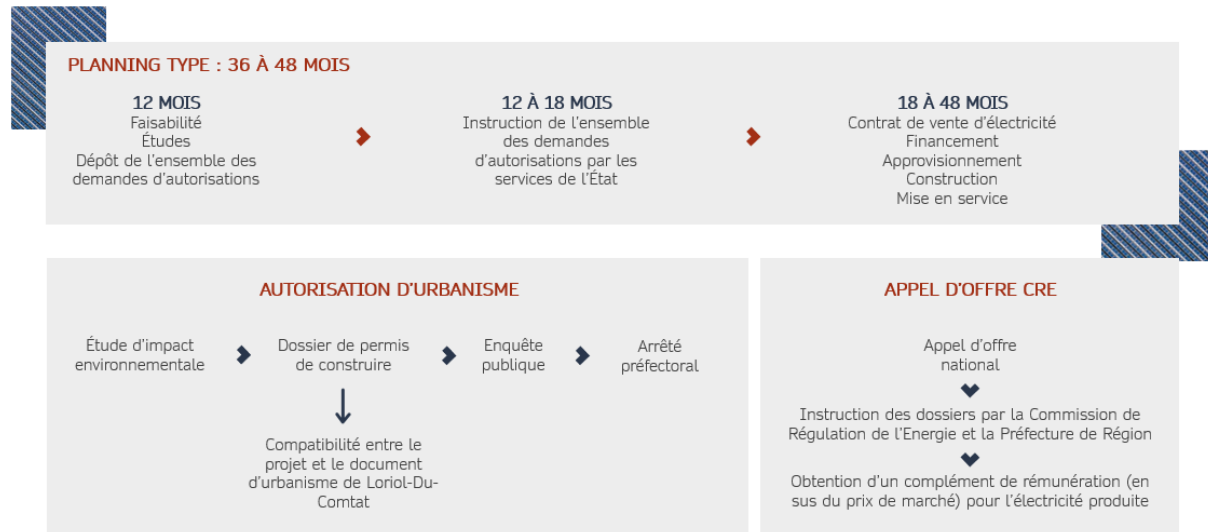 PLANNING TYPE : 36 À 48 MOIS
12 MOIS
Faisabilité
Études
Dépôt de l'ensemble des
demandes d'autorisations
12 À 18 MOIS
Instruction de l'ensemble
des demandes
d'autorisations par les
services de l'État
18 À 48 MOIS
Contrat de vente d'électricité
Financement
Approvisionnement
Construction
Mise en service
AUTORISATION D'URBANISME
Étude d'impact
environnementale
Dossier de permis
de construire
Enquête
publique
Arrêté
préfectoral
Compatibilité entre le
projet et le document
d'urbanisme de Loriol-Du-
Comtat
APPEL D'OFFRE CRE
Appel d'offre
national
Instruction des dossiers par la Commission de
Régulation de l'Energie et la Préfecture de Région
Obtention d'un complément de rémunération (en
sus du prix de marché) pour l'électricité produite